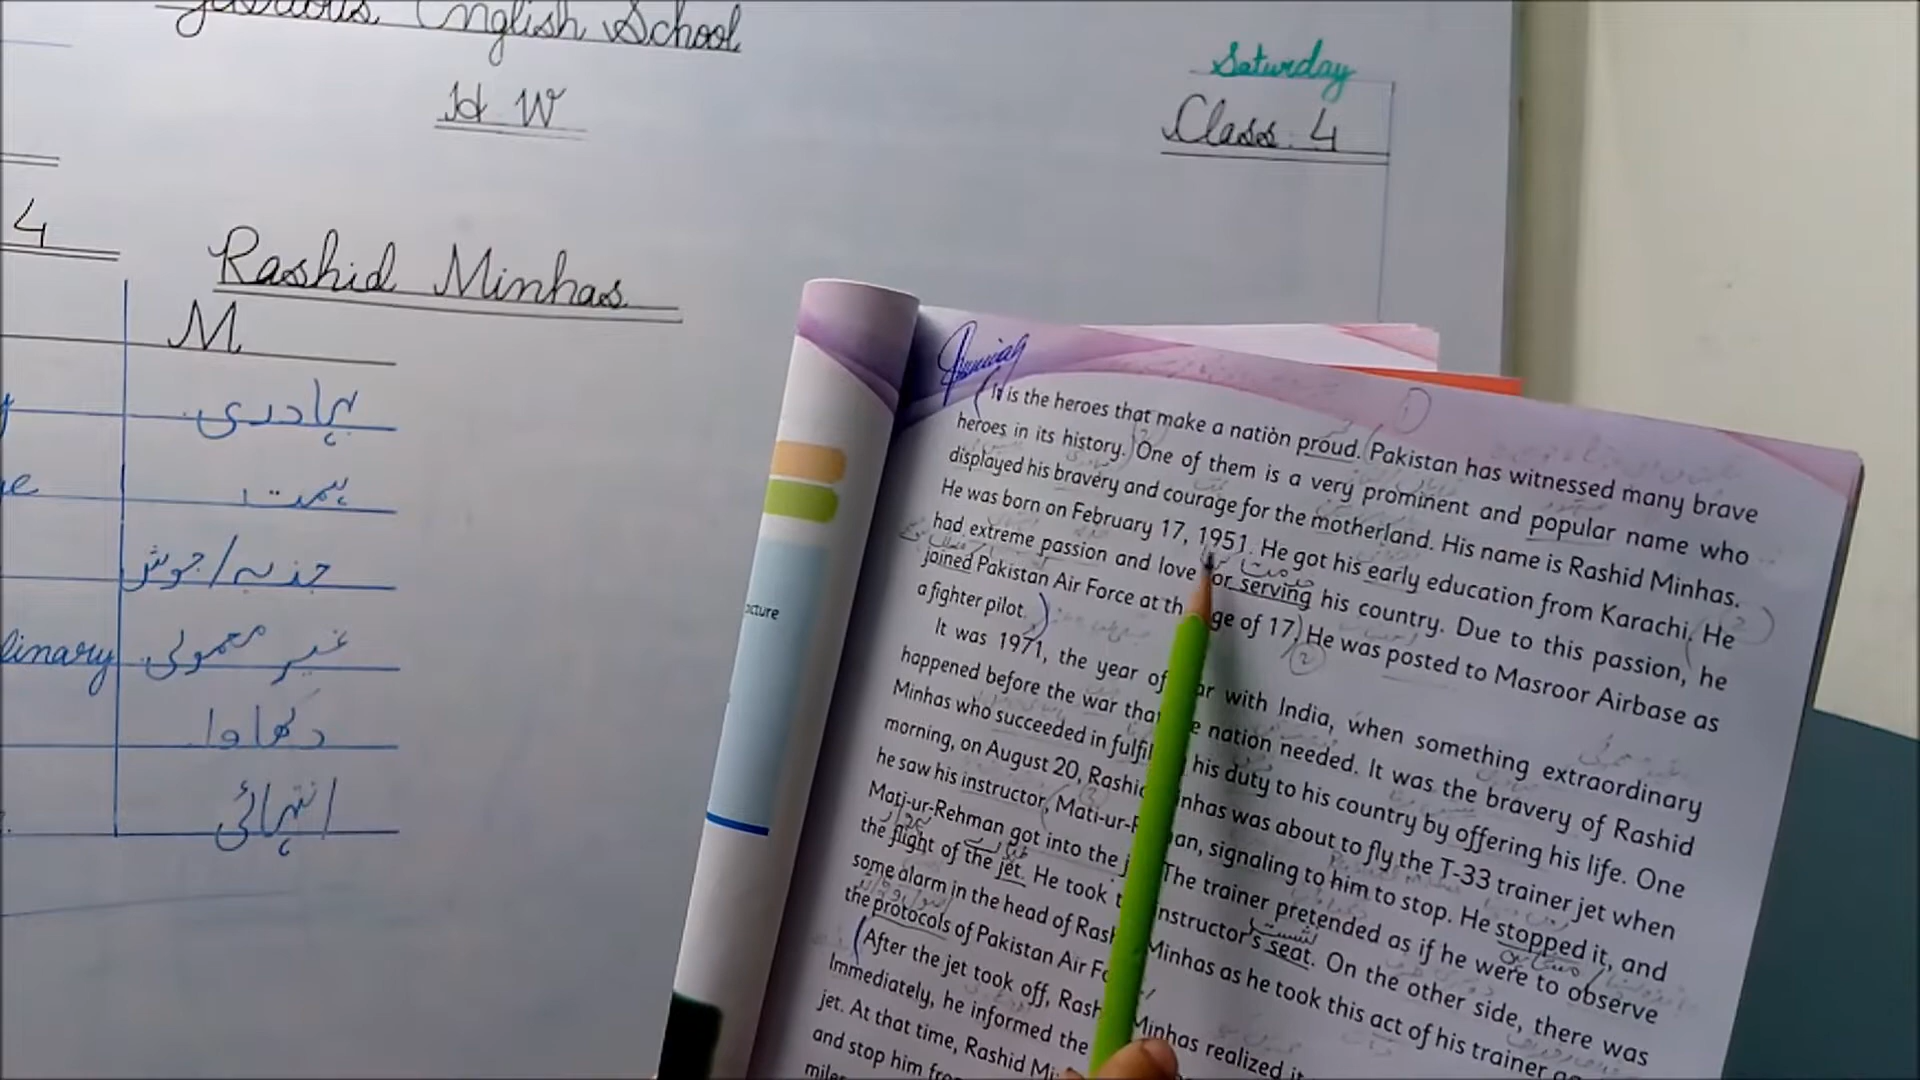 English School
H W
Saturday
Class. 4
4
Rashid Minhas
M
بہادری
ہمت
جذبہ/جوش
linary غیر معمولی
دکھاوا
انتہائی
icture
It is the heroes that make a nation proud. Pakistan has witnessed many brave
heroes in its history. One of them is a very prominent and popular name who
displayed his bravery and courage for the motherland. His name is Rashid Minhas.
He was born on February 17, 1951. He got his early education from Karachi. He
had extreme passion and love for serving his country. Due to this passion, he
joined Pakistan Air Force at the age of 17. He was posted to Masroor Airbase as
a fighter pilot.
It was 1971, the year of war with India, when something extraordinary
happened before the war that the nation needed. It was the bravery of Rashid
Minhas who succeeded in fulfil his duty to his country by offering his life. One
morning, on August 20, Rashid Minhas was about to fly the T-33 trainer jet when
he saw his instructor, Mati-ur-R an, signaling to him to stop. He stopped it, and
Mati-ur-Rehman got into the j The trainer pretended as if he were to observe
the flight of the jet. He took instructor's seat. On the other side, there was
some alarm in the head of Rash Minhas as he took this act of his trainer
the protocols of Pakistan Air Fo
After the jet took off, Rash Minhas realized
Immediately, he informed the
jet. At that time, Rashid Mi
and stop him